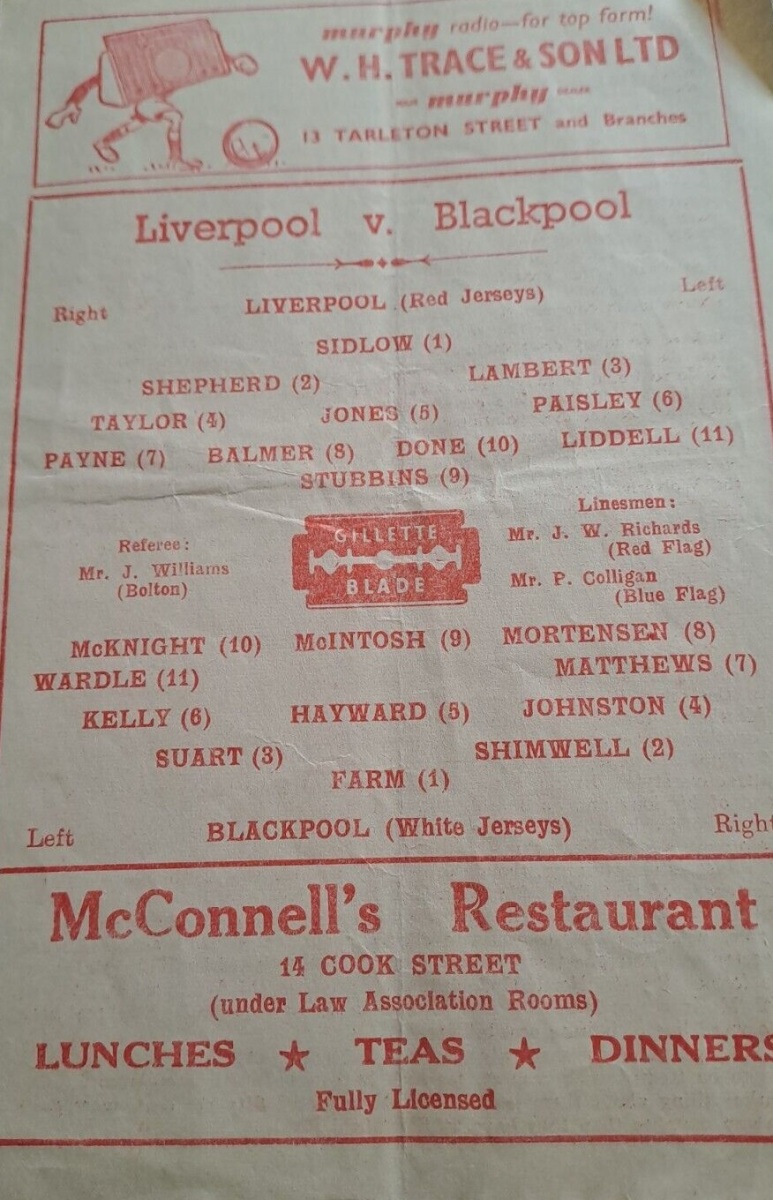 murphy radio—for top form!
W. H. TRACE & SON LTD
murphy
13 TARLETON STREET and Branches
Liverpool v. Blackpool
Right LIVERPOOL (Red Jerseys) Left
SIDLOW (1)
SHEPHERD (2) LAMBERT (3)
TAYLOR (4) JONES (5) PAISLEY (6)
PAYNE (7) BALMER (8) DONE (10) LIDDELL (11)
STUBBINS (9)
Referee:
Mr. J. Williams
(Bolton)
GILLETTE
BLADE
Linesmen:
Mr. J. W. Richards
(Red Flag)
Mr. P. Colligan
(Blue Flag)
McKNIGHT (10) McINTOSH (9) MORTENSEN (8)
WARDLE (11) MATTHEWS (7)
KELLY (6) HAYWARD (5) JOHNSTON (4)
SUART (3) SHIMWELL (2)
FARM (1)
Left BLACKPOOL (White Jerseys) Right
McConnell's Restaurant
14 COOK STREET
(under Law Association Rooms)
LUNCHES ★ TEAS ★ DINNERS
Fully Licensed